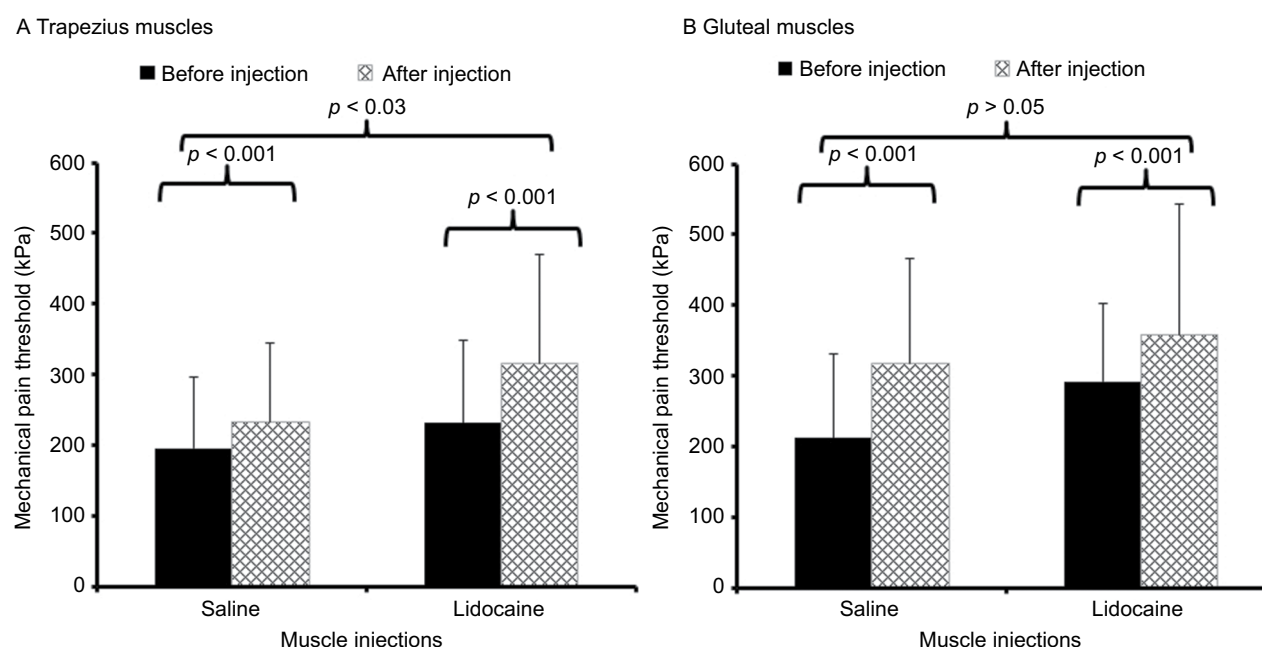 A Trapezius muscles
Before injection After injection
p < 0.03
p < 0.001
p < 0.001
600
500
400
300
200
100
0
Mechanical pain threshold (kPa)
Saline Lidocaine
Muscle injections
B Gluteal muscles
Before injection After injection
p > 0.05
p < 0.001 p < 0.001
600
500
400
300
200
100
0
Mechanical pain threshold (kPa)
Saline Lidocaine
Muscle injections